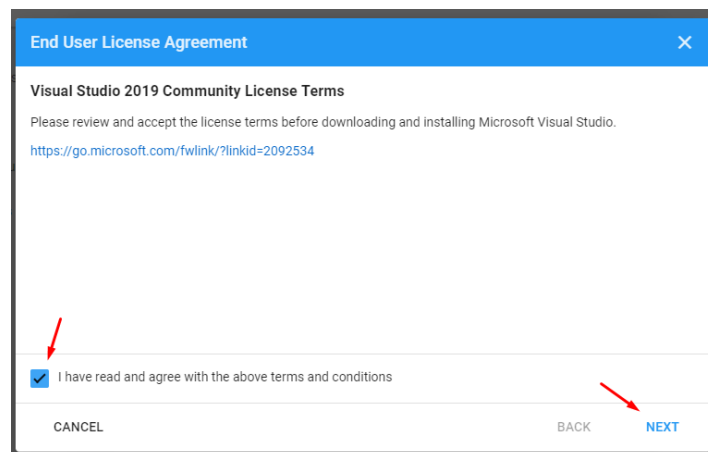 End User License Agreement
Visual Studio 2019 Community License Terms
Please review and accept the license terms before downloading and installing Microsoft Visual Studio.
https://go.microsoft.com/fwlink/?linkid=2092534
I have read and agree with the above terms and conditions
CANCEL BACK NEXT